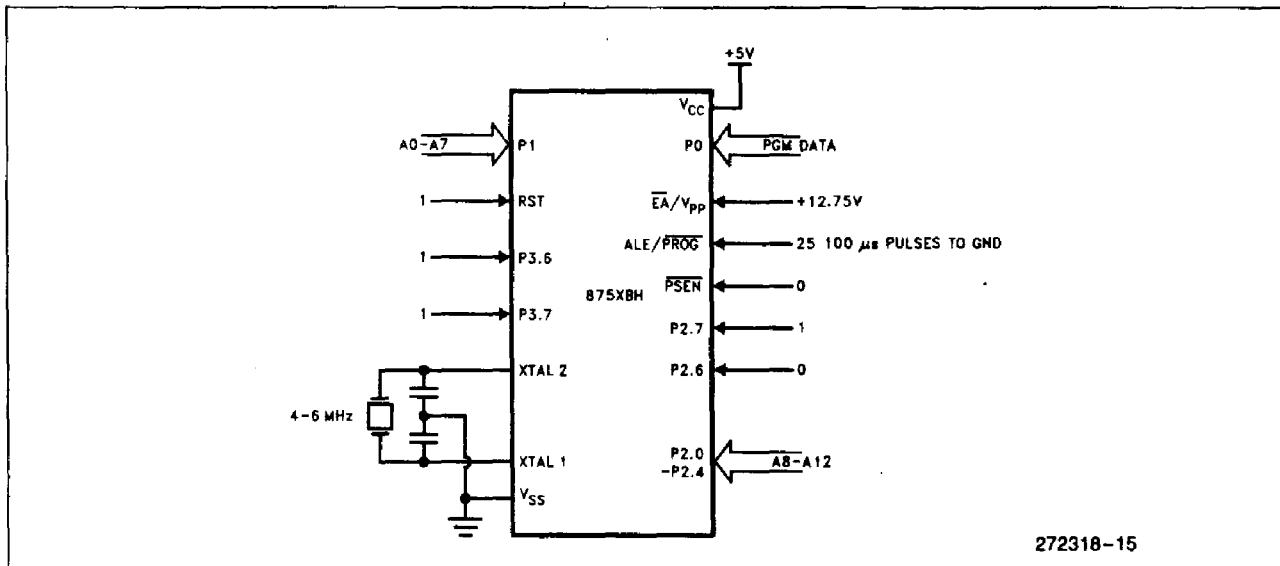 +5V
VCC
A0-A7 P1 P0 PGM DATA
1 RST EA/VPP +12.75V
ALE/PROG 25 100 μs PULSES TO GND
1 P3.6 PSEN 0
875XBH
1 P3.7 P2.7 1
XTAL 2 P2.6 0
4-6 MHz
P2.0
XTAL 1 -P2.4 A8-A12
VSS
272318-15